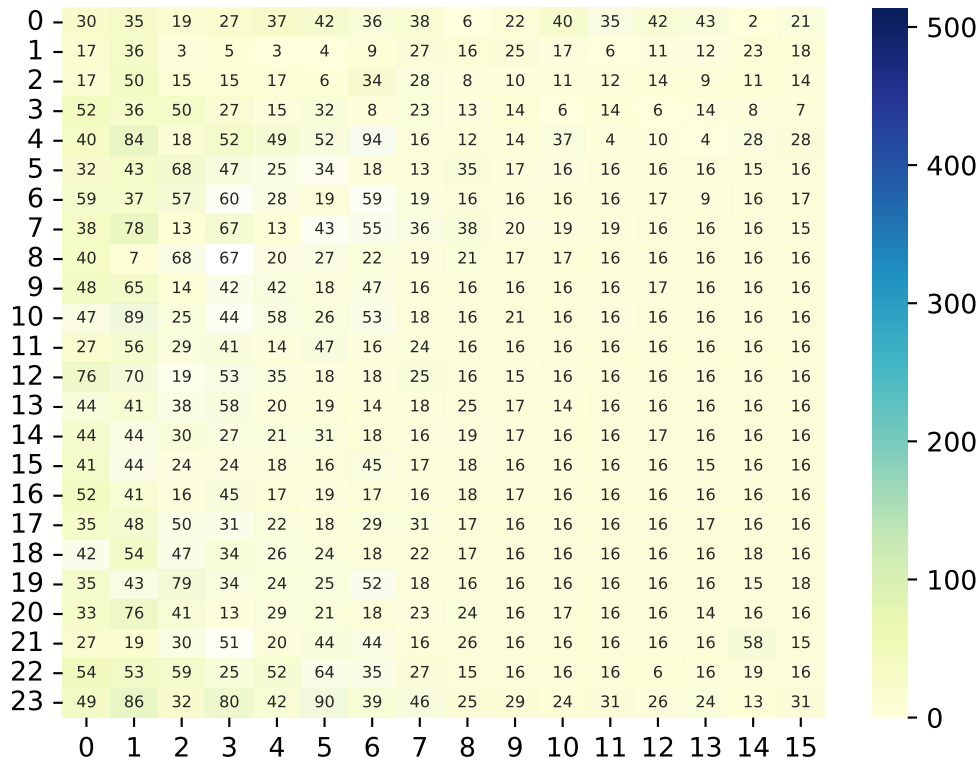 0 30 35 19 27 37 42 36 38 6 22 40 35 42 43 2 21
1 17 36 3 5 3 4 9 27 16 25 17 6 11 12 23 18
2 17 50 15 15 17 6 34 28 8 10 11 12 14 9 11 14
3 52 36 50 27 15 32 8 23 13 14 6 14 6 14 8 7
4 40 84 18 52 49 52 94 16 12 14 37 4 10 4 28 28
5 32 43 68 47 25 34 18 13 35 17 16 16 16 16 15 16
6 59 37 57 60 28 19 59 19 16 16 16 16 17 9 16 17
7 38 78 13 67 13 43 55 36 38 20 19 19 16 16 16 15
8 40 7 68 67 20 27 22 19 21 17 17 16 16 16 16 16
9 48 65 14 42 42 18 47 16 16 16 16 16 17 16 16 16
10 47 89 25 44 58 26 53 18 16 21 16 16 16 16 16 16
11 27 56 29 41 14 47 16 24 16 16 16 16 16 16 16 16
12 76 70 19 53 35 18 18 25 16 15 16 16 16 16 16 16
13 44 41 38 58 20 19 14 18 25 17 14 16 16 16 16 16
14 44 44 30 27 21 31 18 16 19 17 16 16 17 16 16 16
15 41 44 24 24 18 16 45 17 18 16 16 16 16 15 16 16
16 52 41 16 45 17 19 17 16 18 17 16 16 16 16 16 16
17 35 48 50 31 22 18 29 31 17 16 16 16 16 17 16 16
18 42 54 47 34 26 24 18 22 17 16 16 16 16 16 18 16
19 35 43 79 34 24 25 52 18 16 16 16 16 16 16 15 18
20 33 76 41 13 29 21 18 23 24 16 17 16 16 14 16 16
21 27 19 30 51 20 44 44 16 26 16 16 16 16 16 58 15
22 54 53 59 25 52 64 35 27 15 16 16 16 6 16 19 16
23 49 86 32 80 42 90 39 46 25 29 24 31 26 24 13 31
0 1 2 3 4 5 6 7 8 9 10 11 12 13 14 15
500
400
300
200
100
0